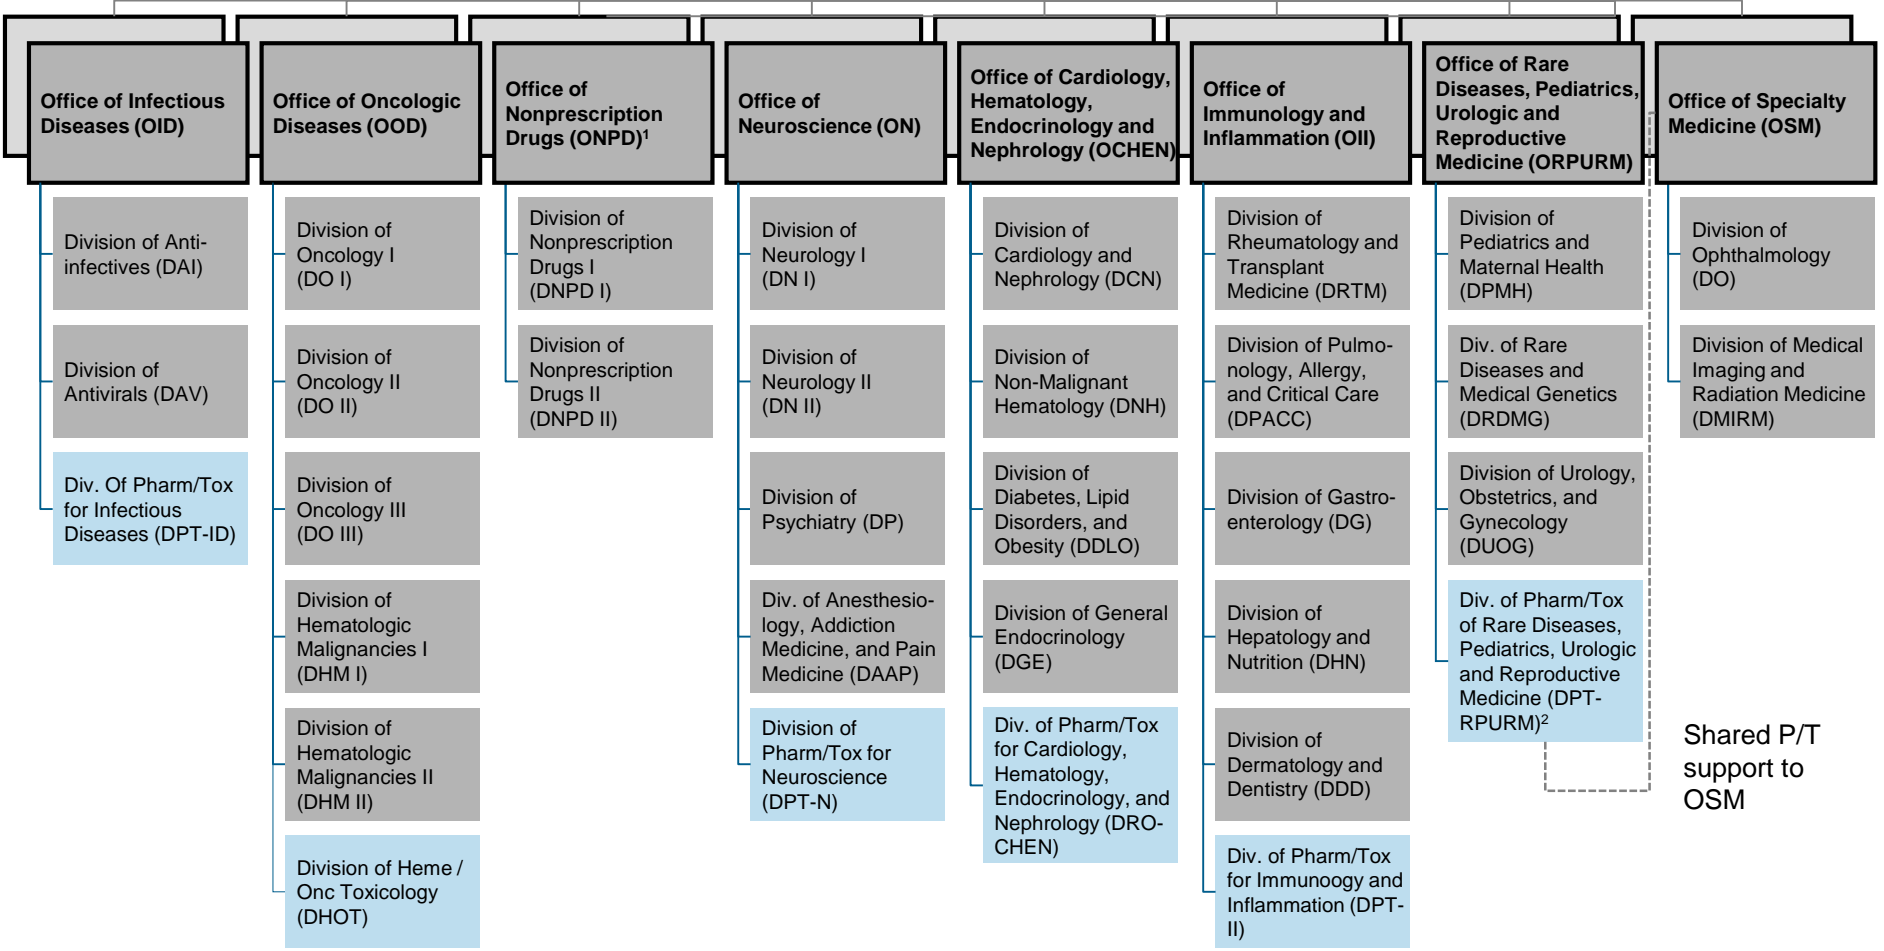 Office of Infectious
Diseases (OID)
Division of Anti-
infectives (DAI)
Division of
Antivirals (DAV)
Div. Of Pharm/Tox
for Infectious
Diseases (DPT-ID)
Office of Oncologic
Diseases (OOD)
Division of
Oncology I
(DO I)
Division of
Oncology II
(DO II)
Division of
Oncology III
(DO III)
Division of
Hematologic
Malignancies I
(DHM I)
Division of
Hematologic
Malignancies II
(DHM II)
Division of Heme /
Onc Toxicology
(DHOT)
Office of
Nonprescription
Drugs (ONPD)¹
Division of
Nonprescription
Drugs I
(DNPD I)
Division of
Nonprescription
Drugs II
(DNPD II)
Office of
Neuroscience (ON)
Division of
Neurology I
(DN I)
Division of
Neurology II
(DN II)
Division of
Psychiatry (DP)
Div. of Anesthesio-
logy, Addiction
Medicine, and Pain
Medicine (DAAP)
Division of
Pharm/Tox for
Neuroscience
(DPT-N)
Office of Cardiology,
Hematology,
Endocrinology and
Nephrology (OCHEN)
Division of
Cardiology and
Nephrology (DCN)
Division of
Non-Malignant
Hematology (DNH)
Division of
Diabetes, Lipid
Disorders, and
Obesity (DDLO)
Division of General
Endocrinology
(DGE)
Div. of Pharm/Tox
for Cardiology,
Hematology,
Endocrinology, and
Nephrology (DRO-
CHEN)
Office of
Immunology and
Inflammation (OII)
Division of
Rheumatology and
Transplant
Medicine (DRTM)
Division of Pulmo-
nology, Allergy,
and Critical Care
(DPACC)
Division of Gastro-
enterology (DG)
Division of
Hepatology and
Nutrition (DHN)
Division of
Dermatology and
Dentistry (DDD)
Div. of Pharm/Tox
for Immunoogy and
Inflammation (DPT-
II)
Office of Rare
Diseases, Pediatrics,
Urologic and
Reproductive
Medicine (ORPURM)
Division of
Pediatrics and
Maternal Health
(DPMH)
Div. of Rare
Diseases and
Medical Genetics
(DRDMG)
Division of Urology,
Obstetrics, and
Gynecology
(DUOG)
Div. of Pharm/Tox
of Rare Diseases,
Pediatrics, Urologic
and Reproductive
Medicine (DPT-
RPURM)²
Office of Specialty
Medicine (OSM)
Division of
Ophthalmology
(DO)
Division of Medical
Imaging and
Radiation Medicine
(DMIRM)
Shared P/T
support to
OSM